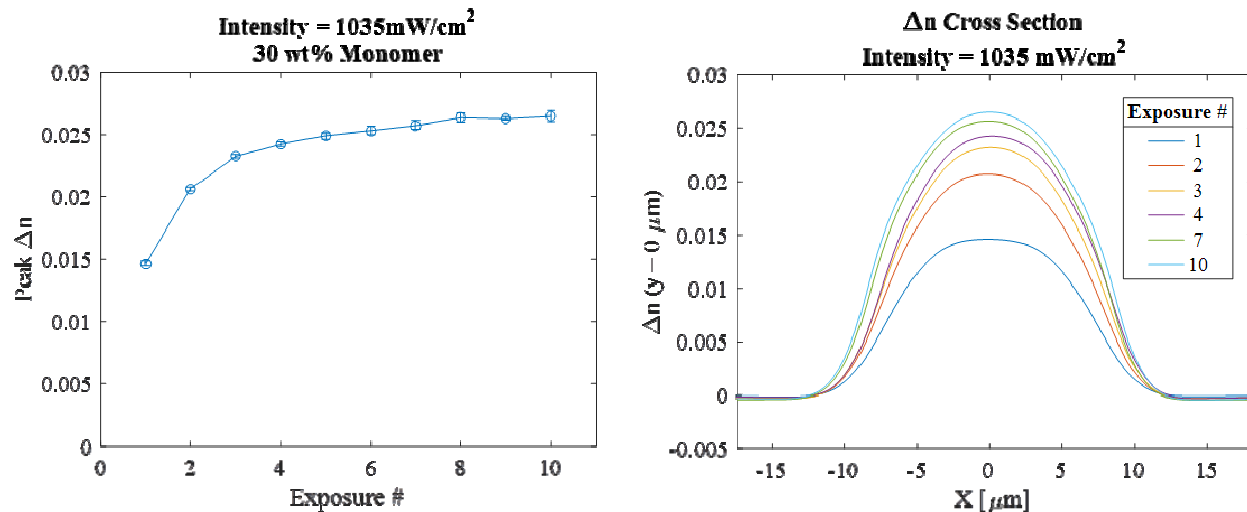 Intensity = 1035mW/cm²
30 wt% Monomer
0.03
0.025
0.02
0.015
0.01
0.005
0
Peak Δn
0 2 4 6 8 10
Exposure #
Δn Cross Section
Intensity = 1035 mW/cm²
0.03
0.025
0.02
0.015
0.01
0.005
0
-0.005
Δn (y − 0 μm)
-15 -10 -5 0 5 10 15
X [μm]
Exposure #
1
2
3
4
7
10